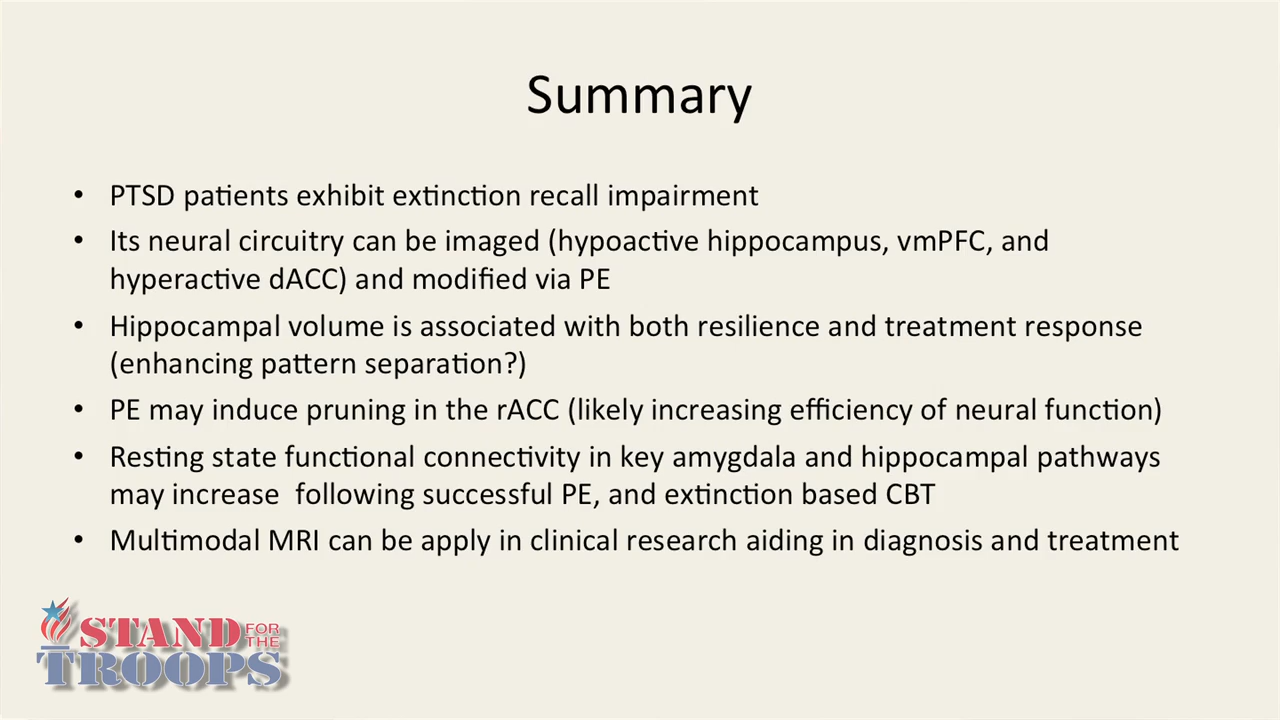 Summary
• PTSD patients exhibit extinction recall impairment
• Its neural circuitry can be imaged (hypoactive hippocampus, vmPFC, and
hyperactive dACC) and modified via PE
• Hippocampal volume is associated with both resilience and treatment response
(enhancing pattern separation?)
• PE may induce pruning in the rACC (likely increasing efficiency of neural function)
• Resting state functional connectivity in key amygdala and hippocampal pathways
may increase  following successful PE, and extinction based CBT
• Multimodal MRI can be apply in clinical research aiding in diagnosis and treatment
STAND FOR THE
TROOPS